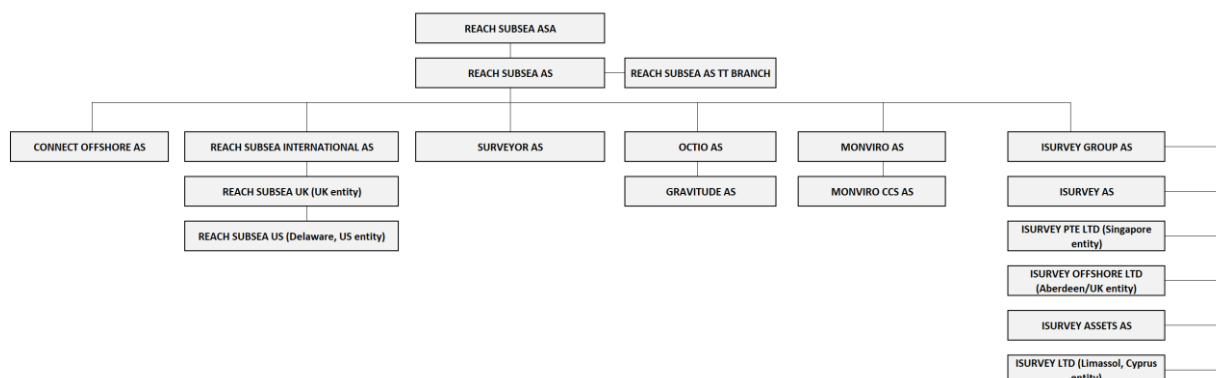 REACH SUBSEA ASA
REACH SUBSEA AS
REACH SUBSEA AS TT BRANCH
CONNECT OFFSHORE AS
REACH SUBSEA INTERNATIONAL AS
SURVEYOR AS
OCTIO AS
MONVIRO AS
ISURVEY GROUP AS
REACH SUBSEA UK (UK entity)
GRAVITUDE AS
MONVIRO CCS AS
ISURVEY AS
REACH SUBSEA US (Delaware, US entity)
ISURVEY PTE LTD (Singapore
entity)
ISURVEY OFFSHORE LTD
(Aberdeen/UK entity)
ISURVEY ASSETS AS
ISURVEY LTD (Limassol, Cyprus
entity)